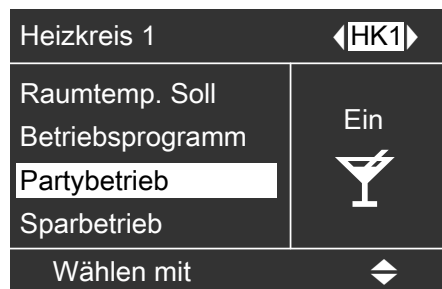 Heizkreis 1 HK1
Raumtemp. Soll
Betriebsprogramm
Ein
Partybetrieb
Sparbetrieb
Wählen mit